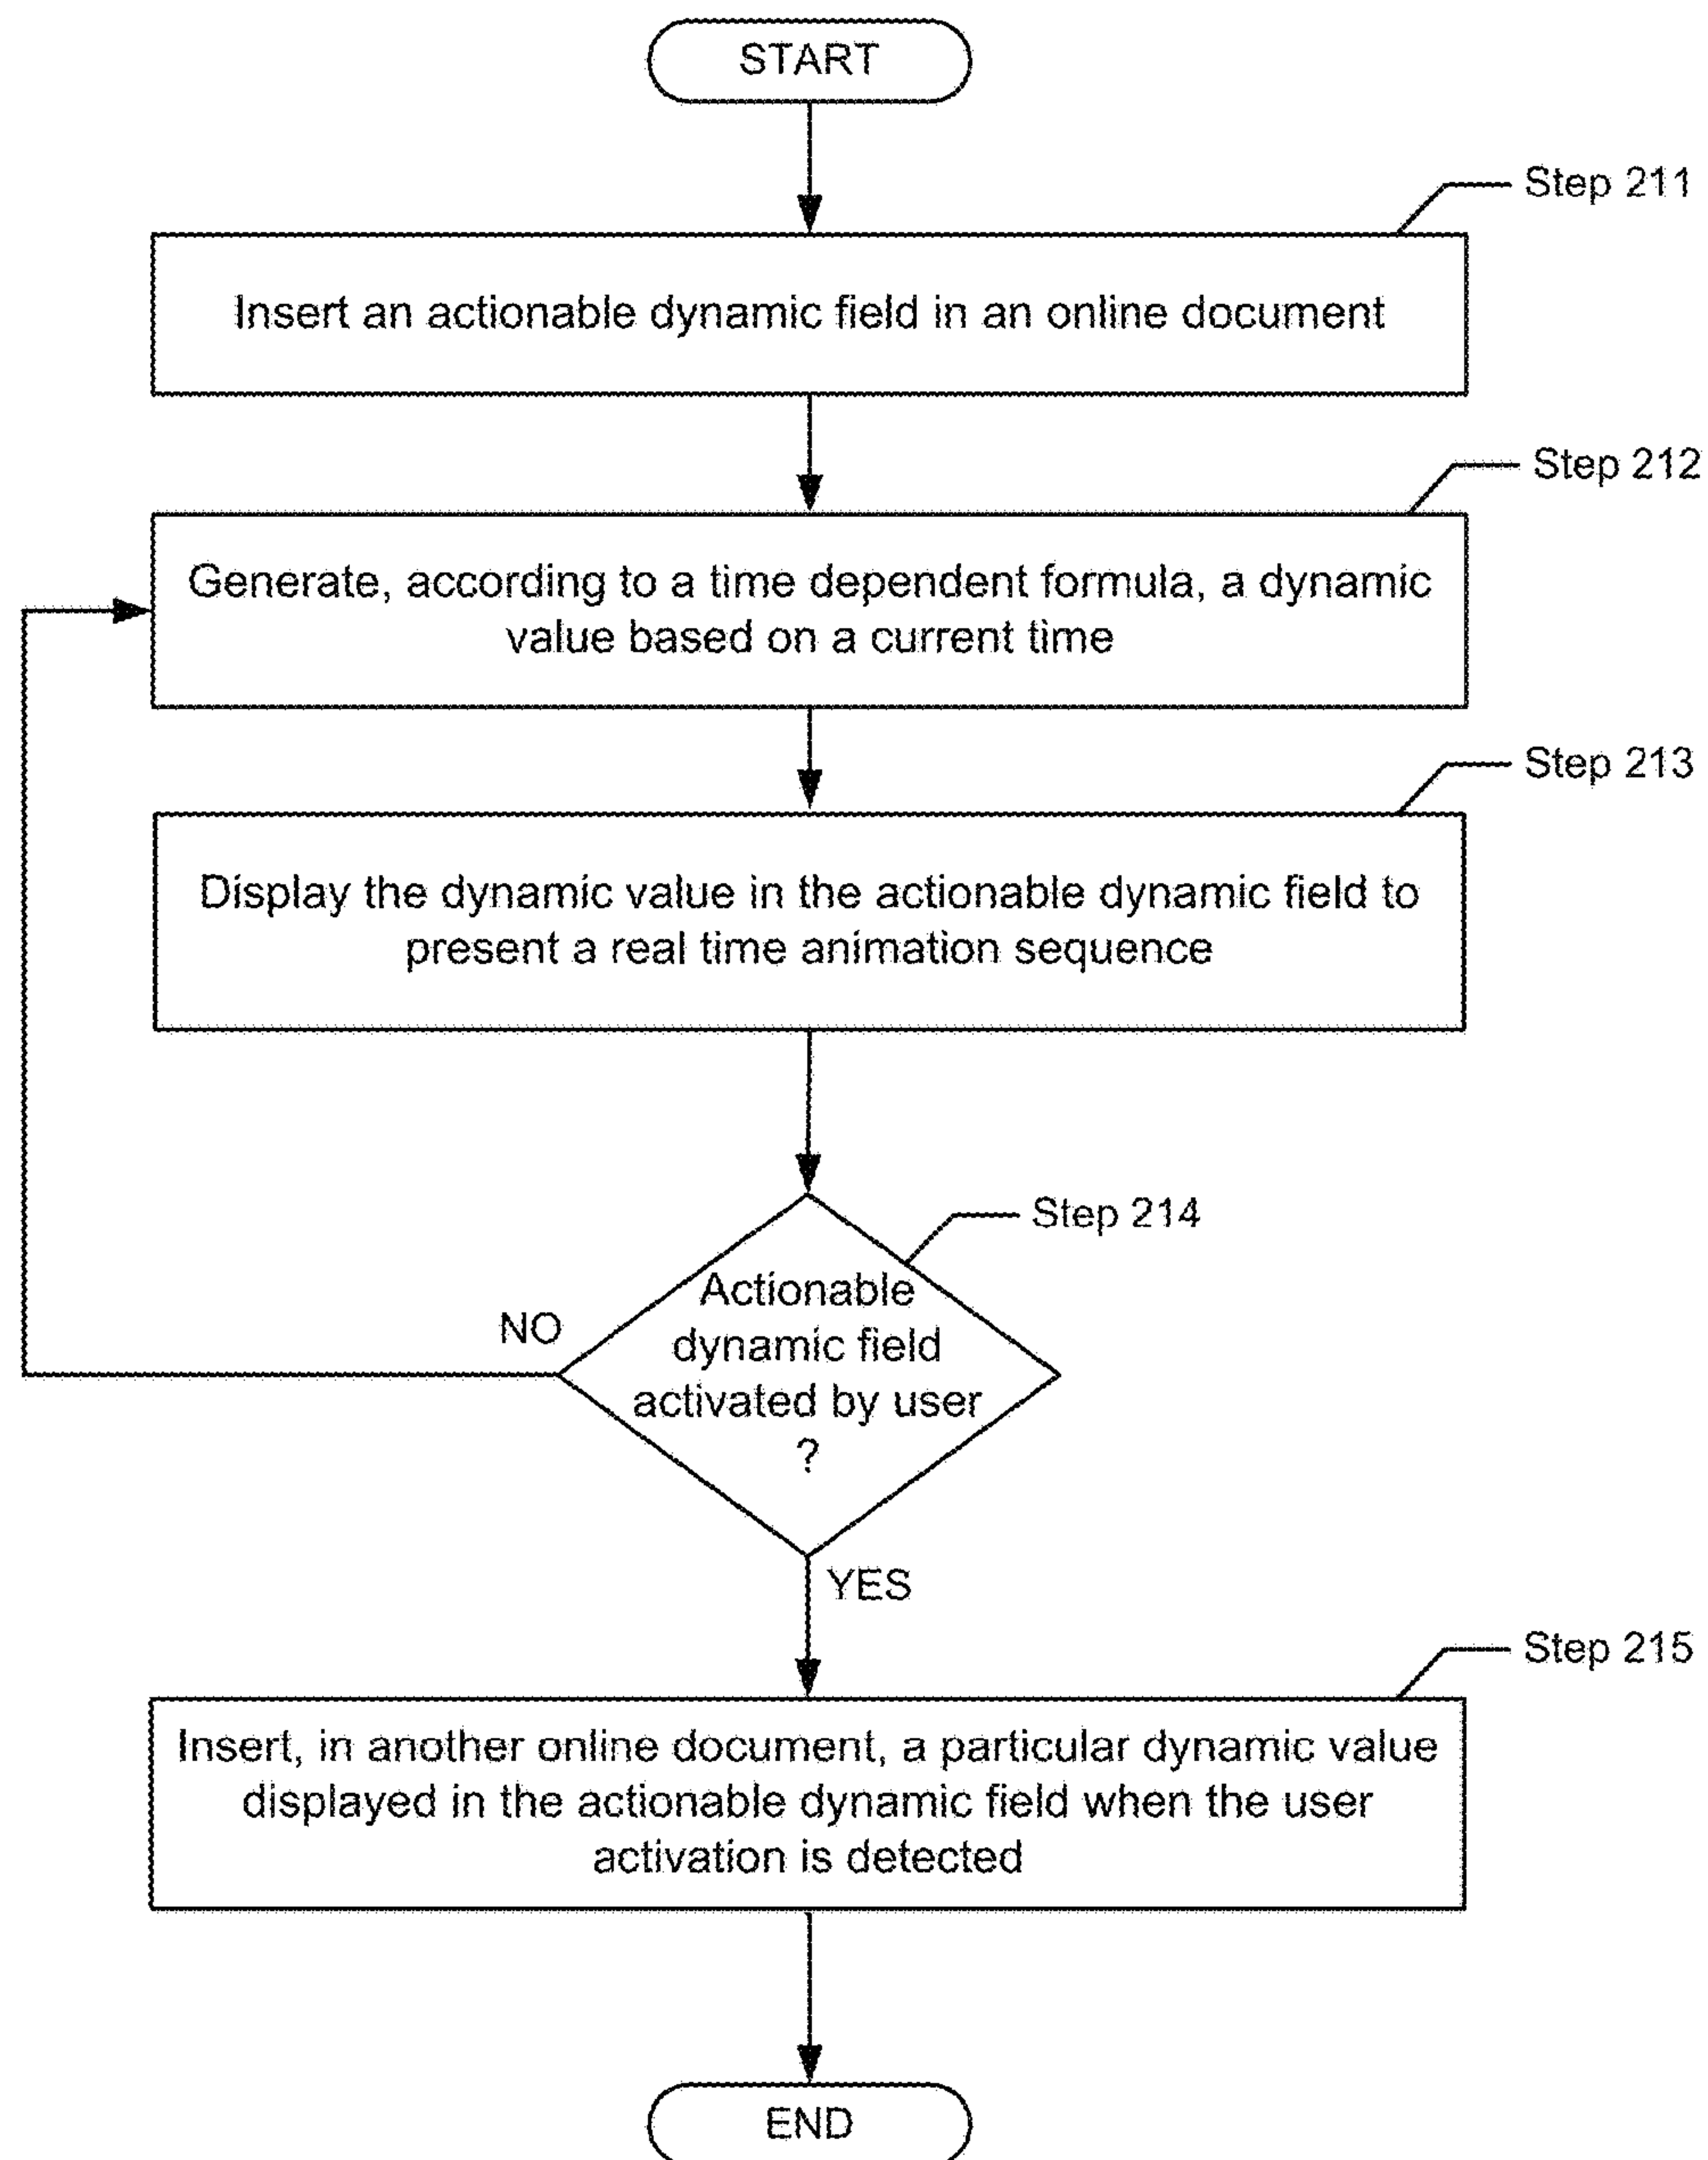 START
Step 211
Insert an actionable dynamic field in an online document
Step 212
Generate, according to a time dependent formula, a dynamic
value based on a current time
Step 213
Display the dynamic value in the actionable dynamic field to
present a real time animation sequence
Step 214
Actionable
dynamic field
activated by user
?
NO
YES
Step 215
Insert, in another online document, a particular dynamic value
displayed in the actionable dynamic field when the user
activation is detected
END